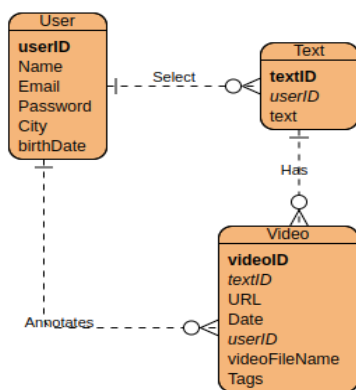 User
userID
Name
Email
Password
City
birthDate
Select
Text
textID
userID
text
Has
Video
videoID
textID
URL
Date
userID
videoFileName
Tags
Annotates